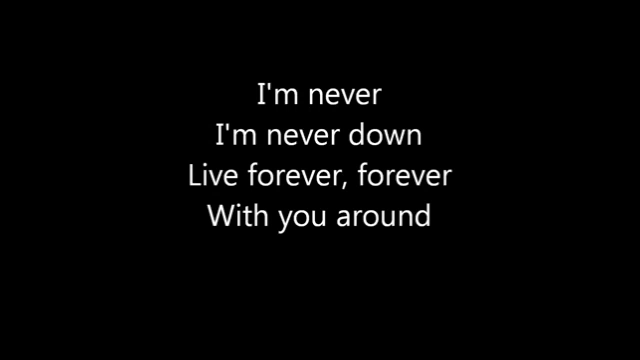 I'm never
I'm never down
Live forever, forever
With you around